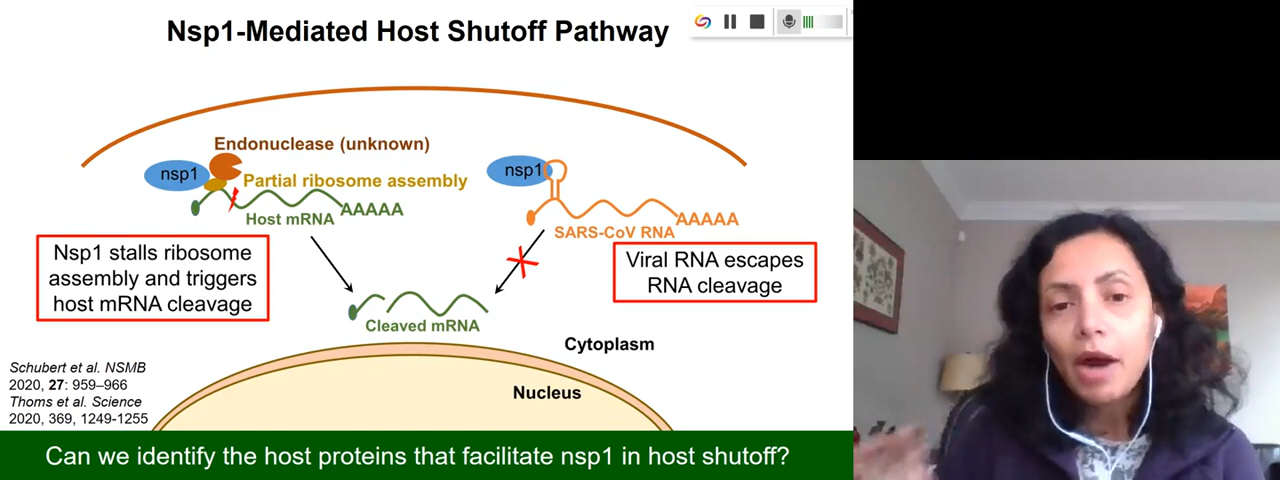 Nsp1-Mediated Host Shutoff Pathway
Endonuclease (unknown)
nsp1
Partial ribosome assembly
Host mRNA
AAAAA
nsp1
AAAAA
SARS-CoV RNA
Nsp1 stalls ribosome
assembly and triggers
host mRNA cleavage
Viral RNA escapes
RNA cleavage
Cleaved mRNA
Cytoplasm
Nucleus
Schubert et al. NSMB
2020, 27: 959–966
Thoms et al. Science
2020, 369, 1249-1255
Can we identify the host proteins that facilitate nsp1 in host shutoff?